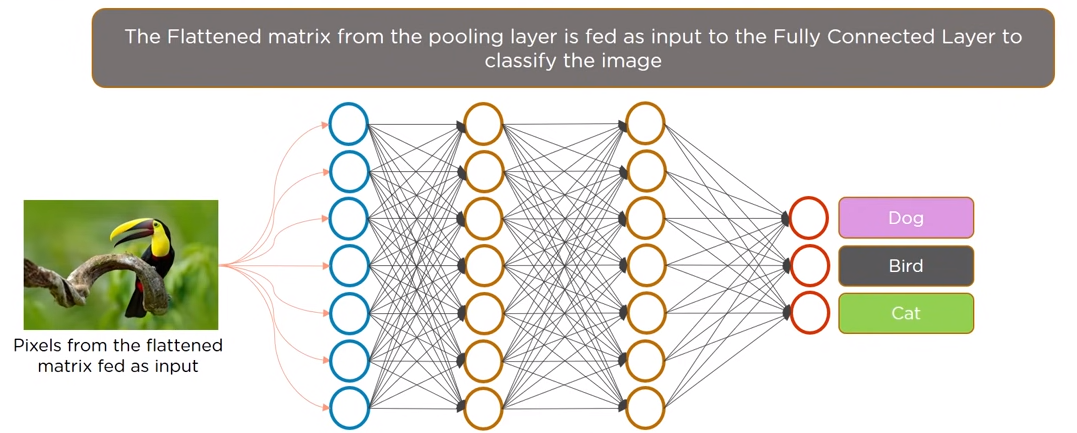 The Flattened matrix from the pooling layer is fed as input to the Fully Connected Layer to
classify the image
Dog
Bird
Cat
Pixels from the flattened
matrix fed as input